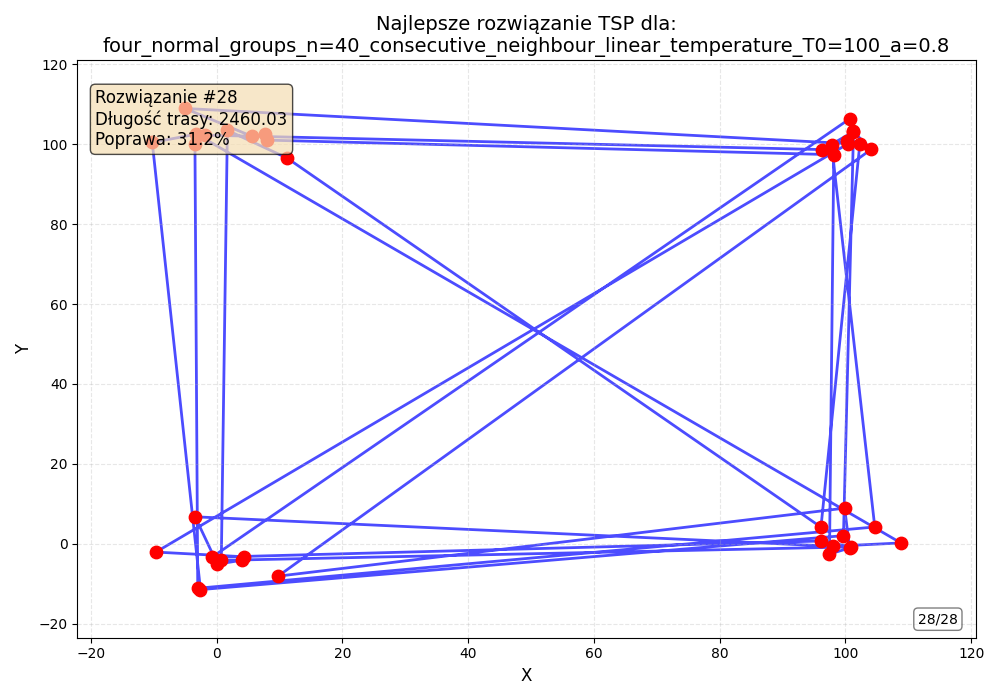 Najlepsze rozwiązanie TSP dla:
four_normal_groups_n=40_consecutive_neighbour_linear_temperature_T0=100_a=0.8
Rozwiązanie #28
Długość trasy: 2460.03
Poprawa: 31.2%
120
100
80
60
40
20
0
−20
Y
−20
0
20
40
60
80
100
120
X
28/28